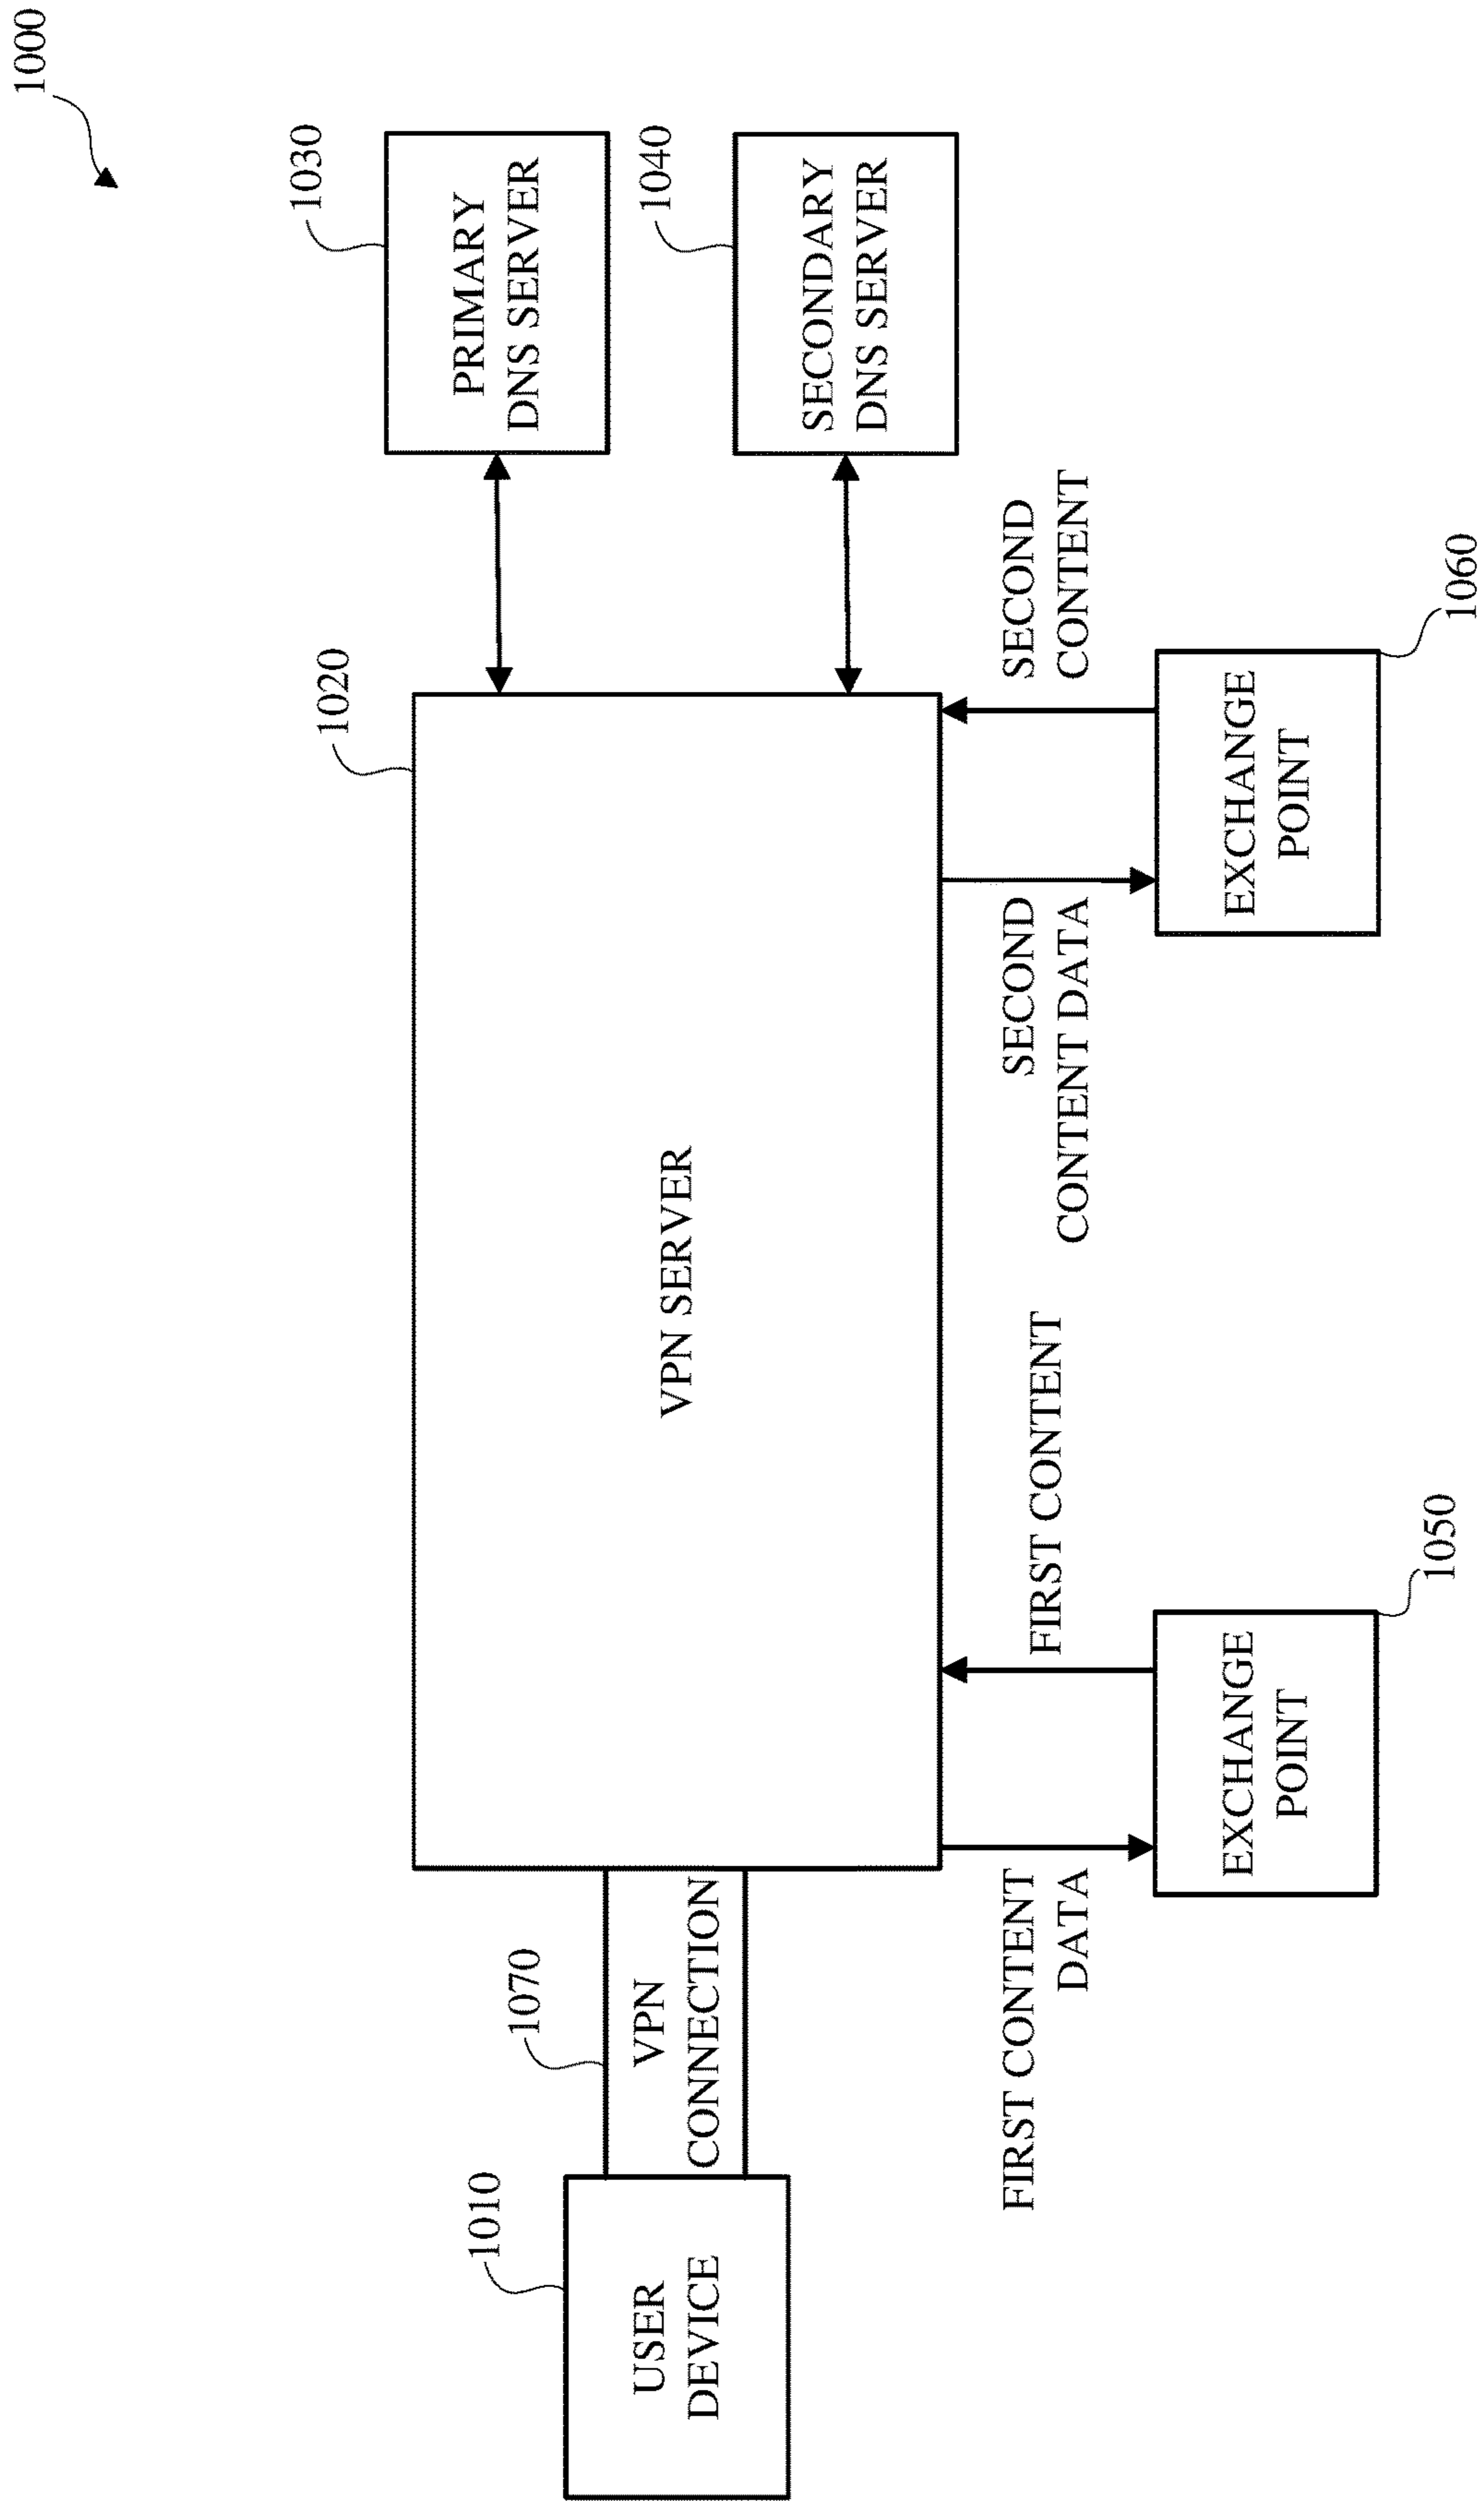 1000
1030
PRIMARY
DNS SERVER
1040
SECONDARY
DNS SERVER
1020
VPN SERVER
1070
VPN
CONNECTION
1010
USER
DEVICE
FIRST CONTENT
DATA
FIRST CONTENT
EXCHANGE
POINT
1050
SECOND
CONTENT DATA
SECOND
CONTENT
EXCHANGE
POINT
1060